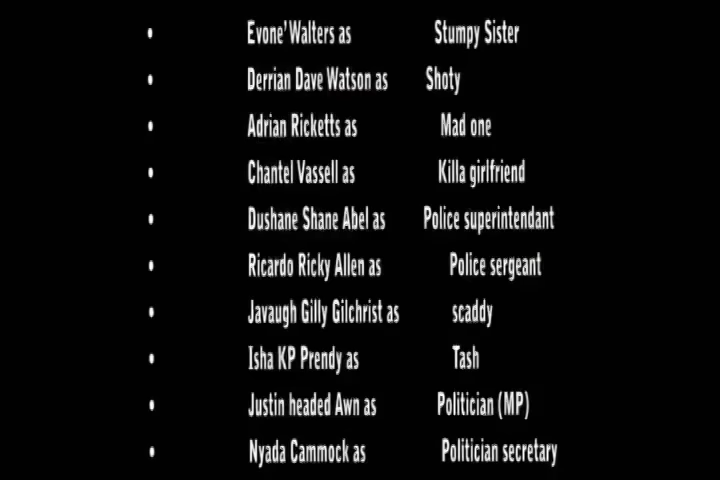 • Evone' Walters as Stumpy Sister
• Derrian Dave Watson as Shoty
• Adrian Ricketts as Mad one
• Chantel Vassell as Killa girlfriend
• Dushane Shane Abel as Police superintendant
• Ricardo Ricky Allen as Police sergeant
• Javaugh Gilly Gilchrist as scaddy
• Isha KP Prendy as Tash
• Justin headed Awn as Politician (MP)
• Nyada Cammock as Politician secretary